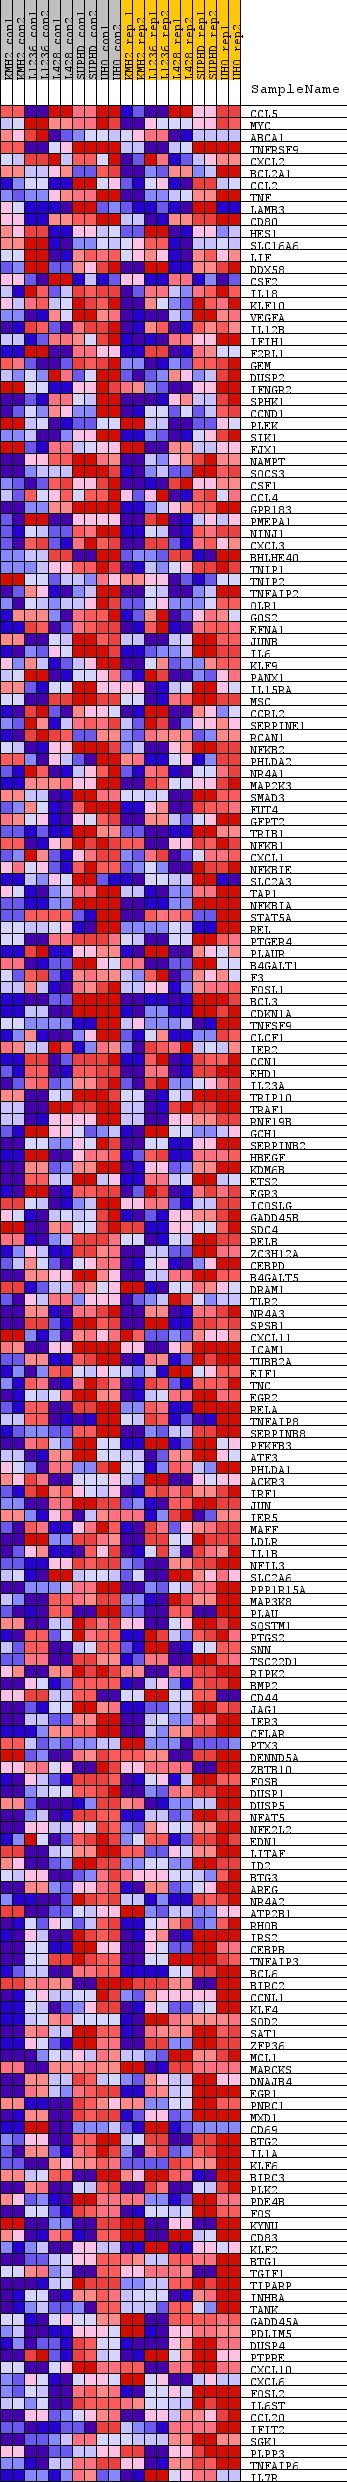 KMH2_con1
KMH2_con2
L1236_con1
L1236_con2
L428_con1
L428_con2
SUPHD_con1
SUPHD_con2
UHO_con1
UHO_con2
KMH2_rep1
KMH2_rep2
L1236_rep1
L1236_rep2
L428_rep1
L428_rep2
SUPHD_rep1
SUPHD_rep2
UHO_rep1
UHO_rep2
SampleName
CCL5
MYC
ABCA1
TNFRSF9
CXCL2
BCL2A1
CCL2
TNF
LAMB3
CD80
HES1
SLC16A6
LIF
DDX58
CSF2
IL18
KLF10
VEGFA
IL12B
IFIH1
F2RL1
GEM
DUSP2
IFNGR2
SPHK1
CCND1
PLEK
SIK1
FJX1
NAMPT
SOCS3
CSF1
CCL4
GPR183
PMEPA1
NINJ1
CXCL3
BHLHE40
TNIP1
TNIP2
TNFAIP2
OLR1
GOS2
EFNA1
JUNB
IL6
KLF9
PANX1
IL15RA
MSC
CCRL2
SERPINE1
RCAN1
NFKB2
PHLDA2
NR4A1
MAP2K3
SMAD3
FUT4
GFPT2
TRIB1
NFKB1
CXCL1
NFKBIE
SLC2A3
TAP1
NFKBIA
STAT5A
REL
PTGER4
PLAUR
B4GALT1
F3
FOSL1
BCL3
CDKN1A
TNFSF9
CLCF1
IER2
CCN1
EHD1
IL23A
TRIP10
TRAF1
RNF19B
GCH1
SERPINB2
HBEGF
KDM6B
ETS2
EGR3
ICOSLG
GADD45B
SDC4
RELB
ZC3H12A
CEBPD
B4GALT5
DRAM1
TLR2
NR4A3
SPSB1
CXCL11
ICAM1
TUBB2A
EIF1
TNC
EGR2
RELA
TNFAIP8
SERPINB8
PFKFB3
ATF3
PHLDA1
ACKR3
IRF1
JUN
IER5
MAFF
LDLR
IL1B
NFIL3
SLC2A6
PPP1R15A
MAP3K8
PLAU
SQSTM1
PTGS2
SNN
TSC22D1
RIPK2
BMP2
CD44
JAG1
IER3
CFLAR
PTX3
DENND5A
ZBTB10
FOSB
DUSP1
DUSP5
NFAT5
NFE2L2
EDN1
LITAF
ID2
BTG3
AREG
NR4A2
ATP2B1
RHOB
IRS2
CEBPB
TNFAIP3
BCL6
BIRC2
CCNL1
KLF4
SOD2
SAT1
ZFP36
MCL1
MARCKS
DNAJB4
EGR1
PNRC1
MXD1
CD69
BTG2
IL1A
KLF6
BIRC3
PLK2
PDE4B
FOS
KYNU
CD83
KLF2
BTG1
TGIF1
TIPARP
INHBA
TANK
GADD45A
PDLIM5
DUSP4
PTPRE
CXCL10
CXCL6
FOSL2
IL6ST
CCL20
IFIT2
SGK1
PLPP3
TNFAIP6
IL7R